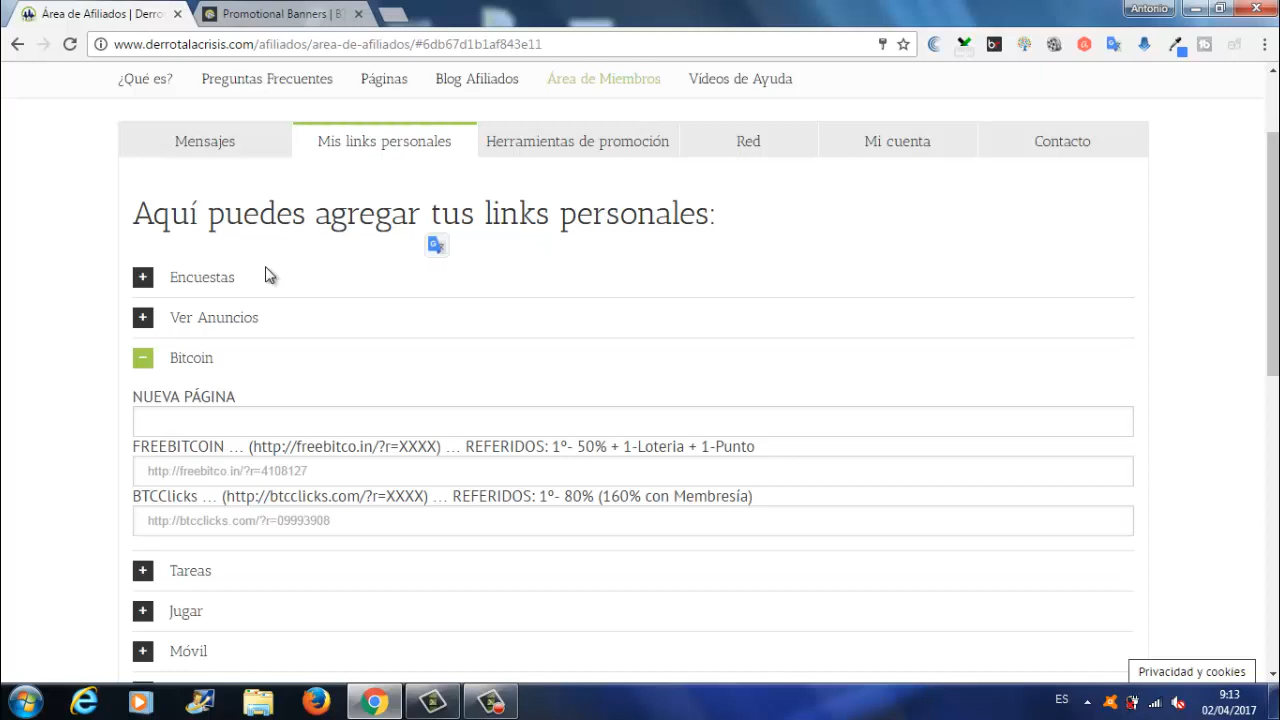 Área de Afiliados | Derro
Promotional Banners | B
Antonio
www.derrotalacrisis.com/afiliados/area-de-afiliados/#6db67d1b1af843e11
¿Qué es?
Preguntas Frecuentes
Páginas
Blog Afiliados
Área de Miembros
Vídeos de Ayuda
Mensajes
Mis links personales
Herramientas de promoción
Red
Mi cuenta
Contacto
Aquí puedes agregar tus links personales:
Encuestas
Ver Anuncios
Bitcoin
NUEVA PÁGINA
FREEBITCOIN … (http://freebitco.in/?r=XXXX) … REFERIDOS: 1º- 50% + 1-Loteria + 1-Punto
http://freebitco.in/?r=4108127
BTCClicks … (http://btcclicks.com/?r=XXXX) … REFERIDOS: 1º- 80% (160% con Membresía)
http://btcclicks.com/?r=09993908
Tareas
Jugar
Móvil
Privacidad y cookies
ES
9:13
02/04/2017